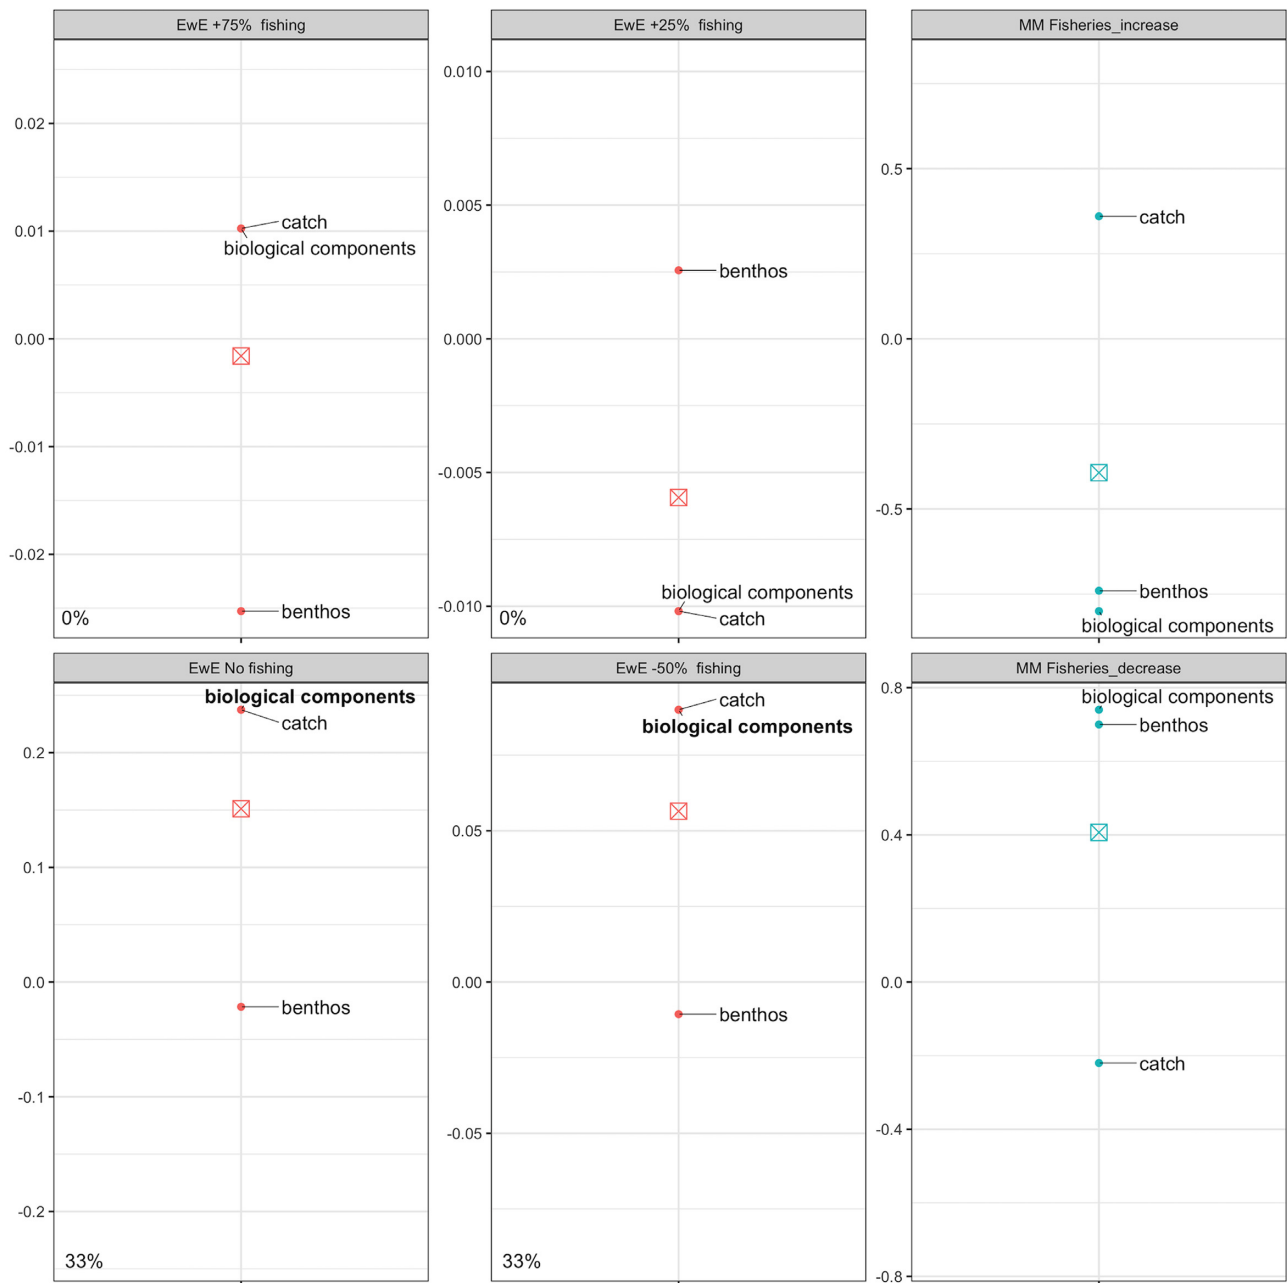 EwE +75%  fishing
0.02
0.01
0.00
-0.01
-0.02
catch
biological components
benthos
0%
EwE +25%  fishing
0.010
0.005
0.000
-0.005
-0.010
benthos
biological components
catch
0%
MM Fisheries_increase
0.5
0.0
-0.5
catch
benthos
biological components
EwE No fishing
0.2
0.1
0.0
-0.1
-0.2
biological components
catch
benthos
33%
EwE -50%  fishing
0.05
0.00
-0.05
catch
biological components
benthos
33%
MM Fisheries_decrease
0.8
0.4
0.0
-0.4
-0.8
biological components
benthos
catch